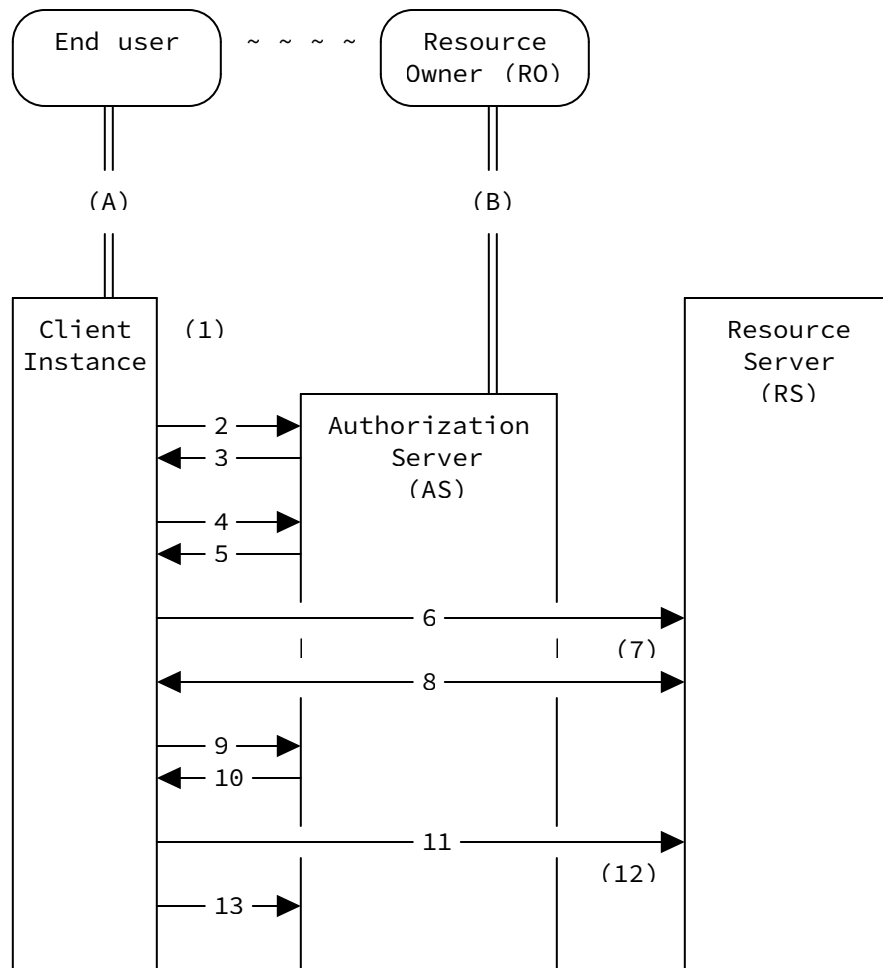 End user ~ ~ ~ ~ Resource
Owner (RO)
(A) (B)
Client (1) Resource
Instance Server
(RS)
2 Authorization
3 Server
(AS)
4
5
6
(7)
8
9
10
11
(12)
13